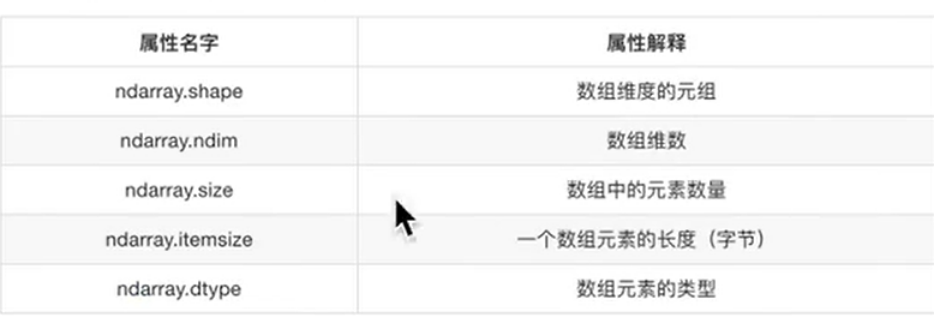 属性名字 属性解释
ndarray.shape 数组维度的元组
ndarray.ndim 数组维数
ndarray.size 数组中的元素数量
ndarray.itemsize 一个数组元素的长度（字节）
ndarray.dtype 数组元素的类型